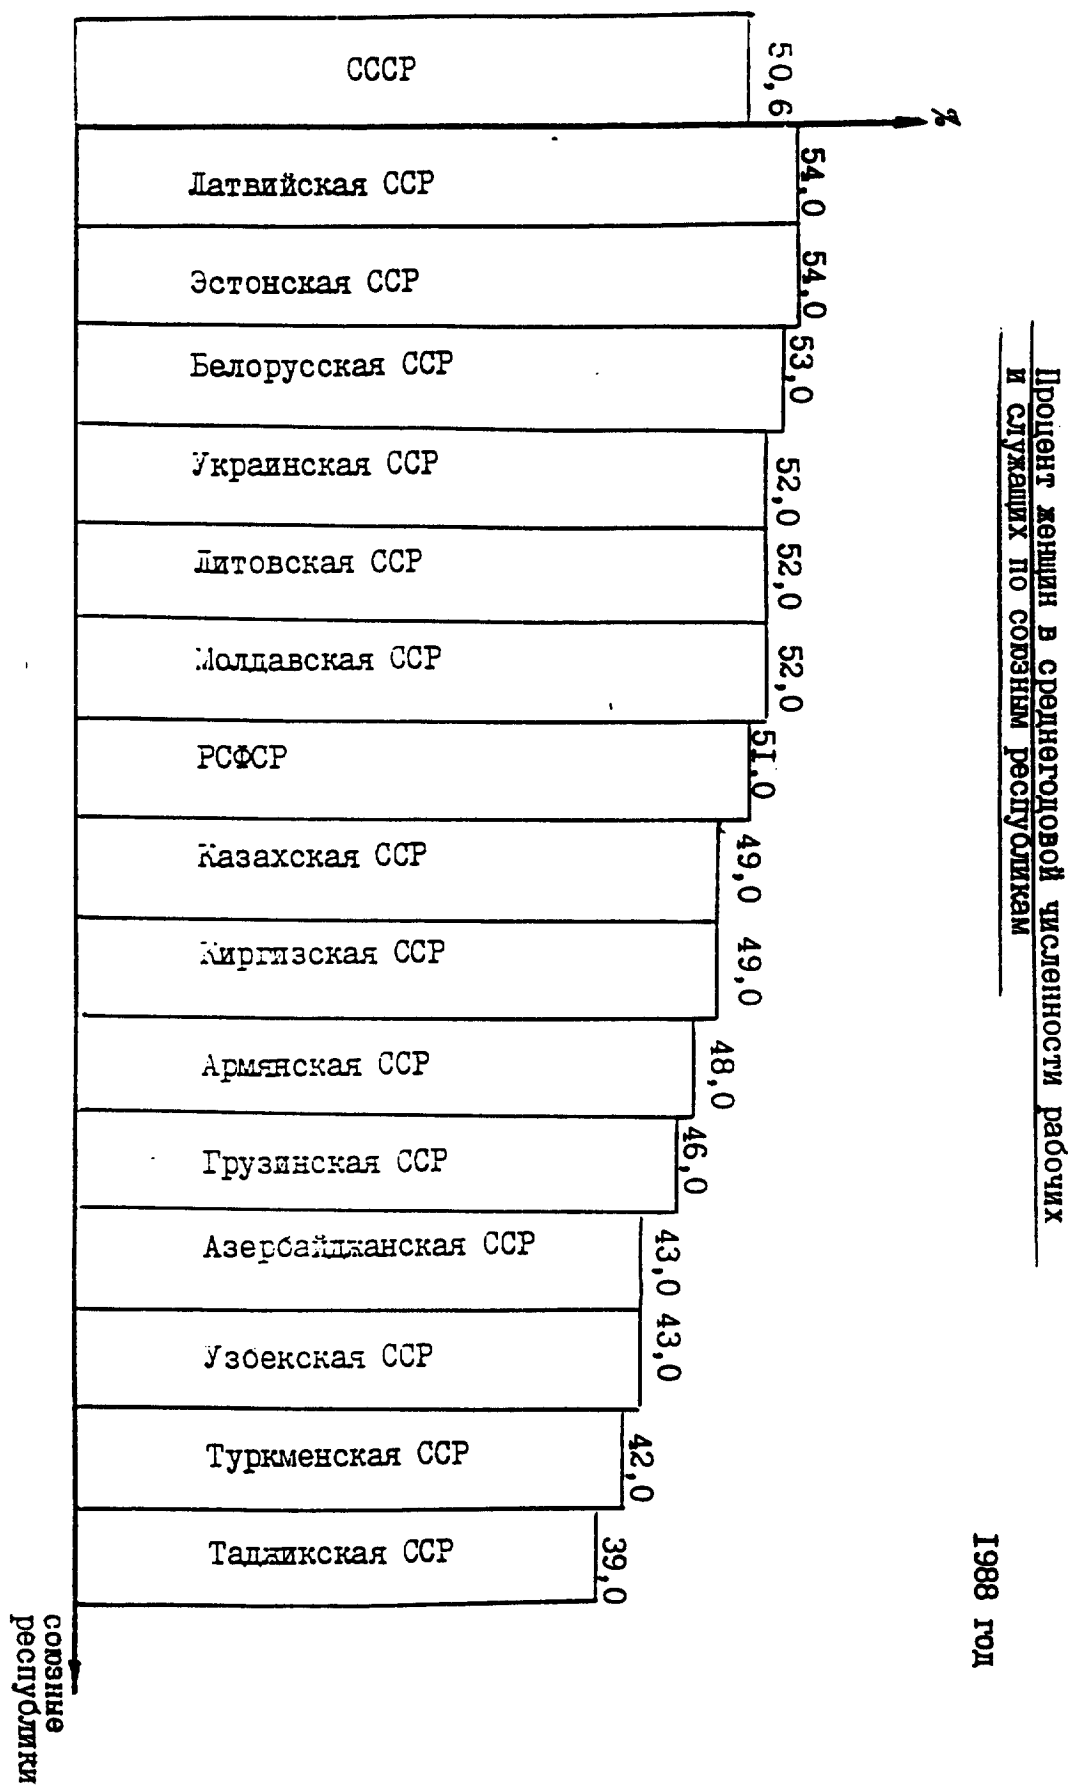 Процент женщин в среднегодовой численности рабочих
и служащих по союзным республикам
I988 год
%
СССР
50,6
Латвийская ССР
54,0
Эстонская ССР
54,0
Белорусская ССР
53,0
Украинская ССР
52,0
Литовская ССР
52,0
Молдавская ССР
52,0
РСФСР
5I,0
Казахская ССР
49,0
Киргизская ССР
49,0
Армянская ССР
48,0
Грузинская ССР
46,0
Азербайджанская ССР
43,0
Узбекская ССР
43,0
Туркменская ССР
42,0
Таджикская ССР
39,0
союзные
республики